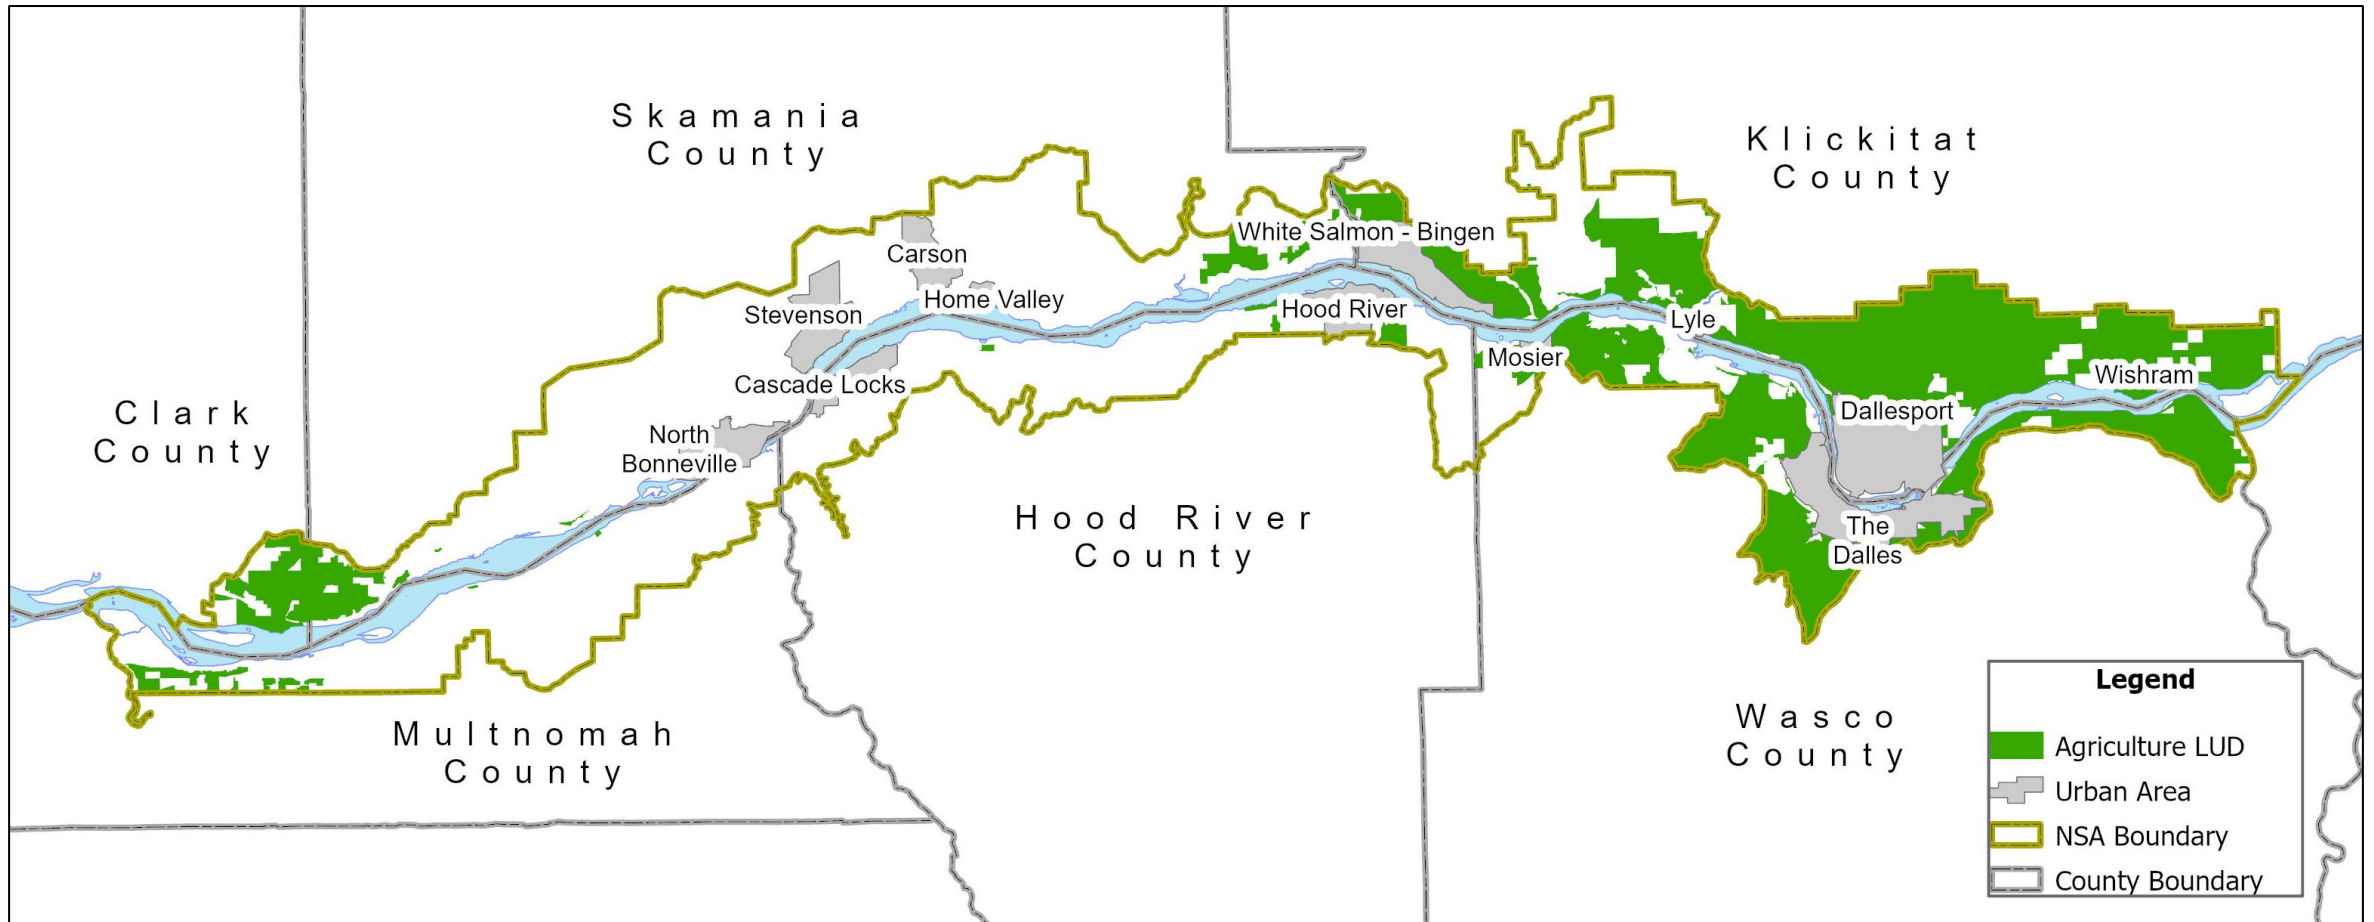 Skamania
County
Klickitat
County
White Salmon - Bingen
Carson
Home Valley
Stevenson
Hood River
Lyle
Mosier
Wishram
Cascade Locks
Dallesport
Clark
County
North
Bonneville
Hood River
County
The
Dalles
Multnomah
County
Wasco
County
Legend
Agriculture LUD
Urban Area
NSA Boundary
County Boundary